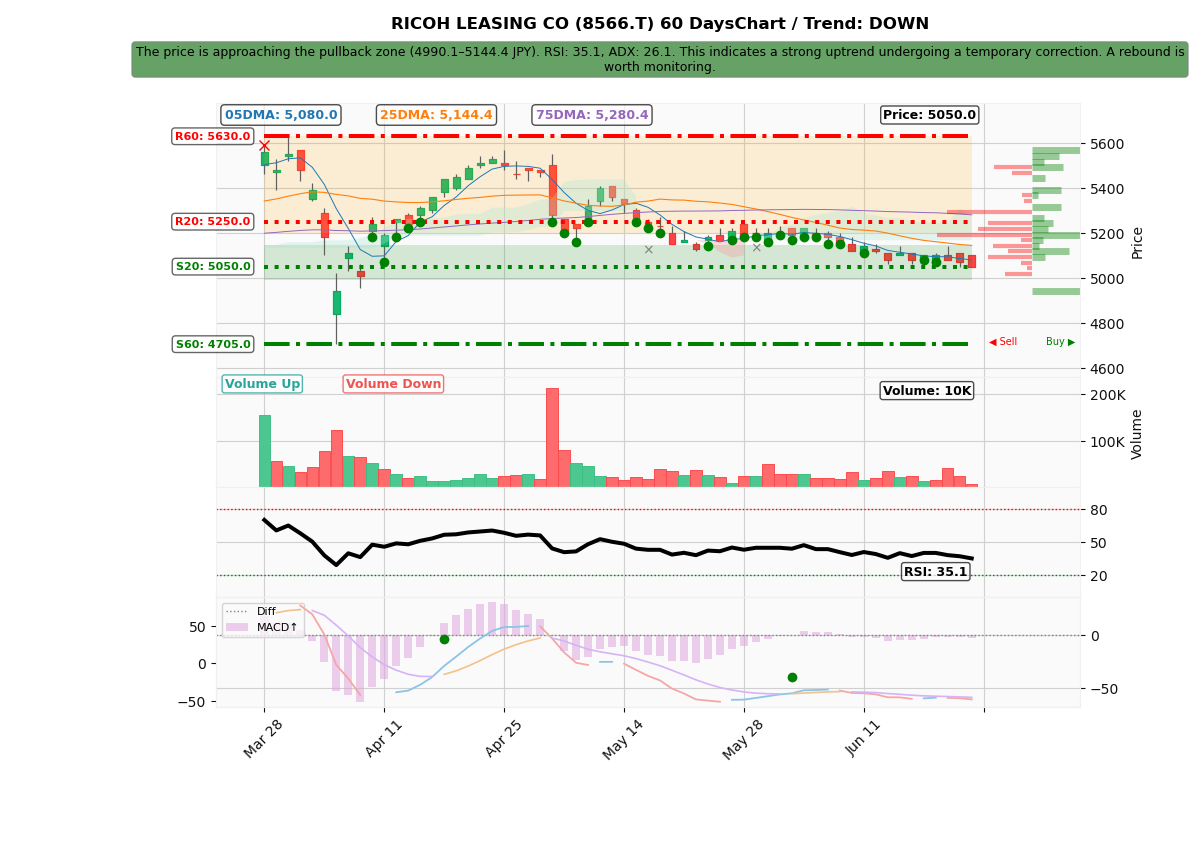 RICOH LEASING CO (8566.T) 60 DaysChart / Trend: DOWN
The price is approaching the pullback zone (4990.1–5144.4 JPY). RSI: 35.1, ADX: 26.1. This indicates a strong uptrend undergoing a temporary correction. A rebound is
worth monitoring.
05DMA: 5,080.0
25DMA: 5,144.4
75DMA: 5,280.4
Price: 5050.0
R60: 5630.0
R20: 5250.0
S20: 5050.0
S60: 4705.0
5600
5400
5200
5000
4800
4600
Price
◀ Sell
Buy ▶
Volume Up
Volume Down
Volume: 10K
200K
100K
Volume
80
50
20
RSI: 35.1
Diff
MACD↑
50
0
−50
0
−50
Mar 28
Apr 11
Apr 25
May 14
May 28
Jun 11